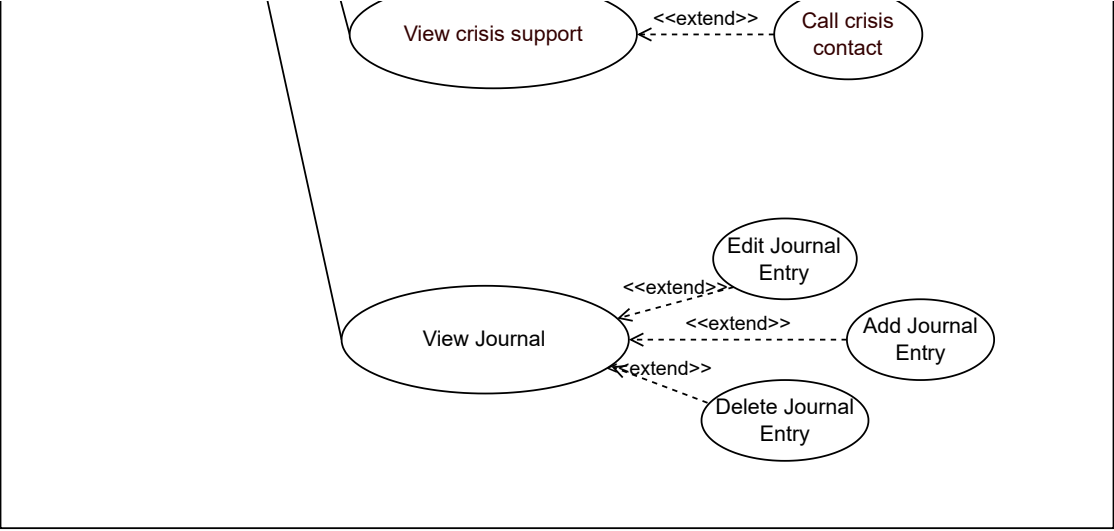 View crisis support
<<extend>>
Call crisis
contact
Edit Journal
Entry
<<extend>>
<<extend>>
View Journal
Add Journal
Entry
<<extend>>
Delete Journal
Entry